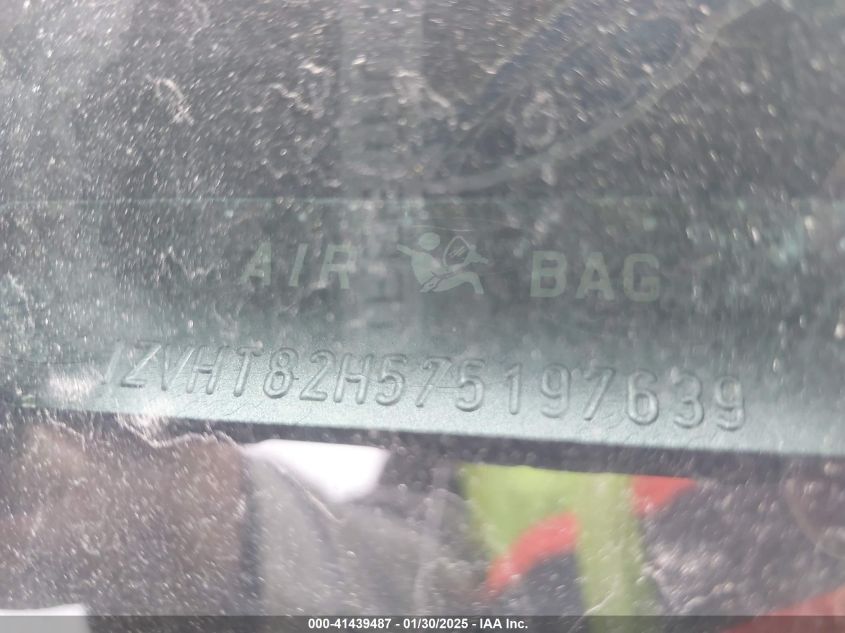 AIR BAG
1ZVHT82H575197639
000-41439487 - 01/30/2025 - IAA Inc.